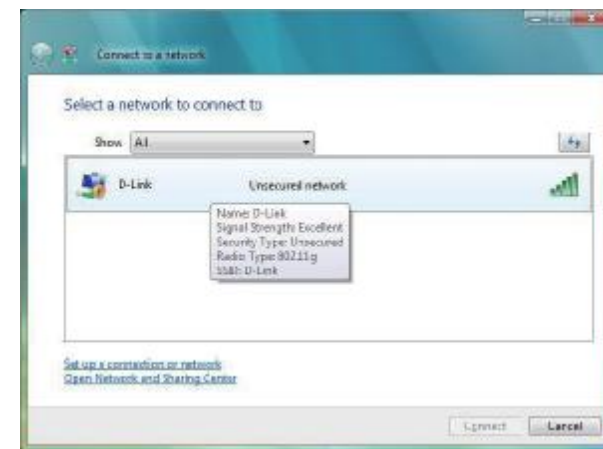 Connect to a network
Select a network to connect to
Show All
D-Link Unsecured network
Name: D-Link
Signal Strength: Excellent
Security Type: Unsecured
Radio Type: 802.11g
SSID: D-Link
Set up a connection or network
Open Network and Sharing Center
Connect Cancel